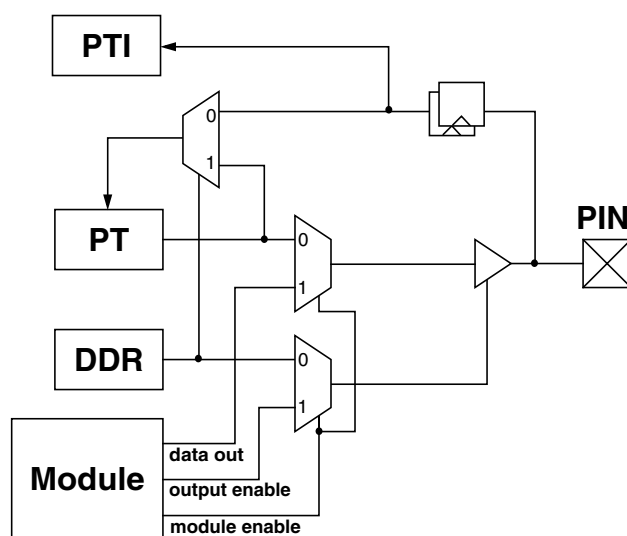 PTI
0
1
PT
PIN
0
1
DDR
0
1
Module
data out
output enable
module enable